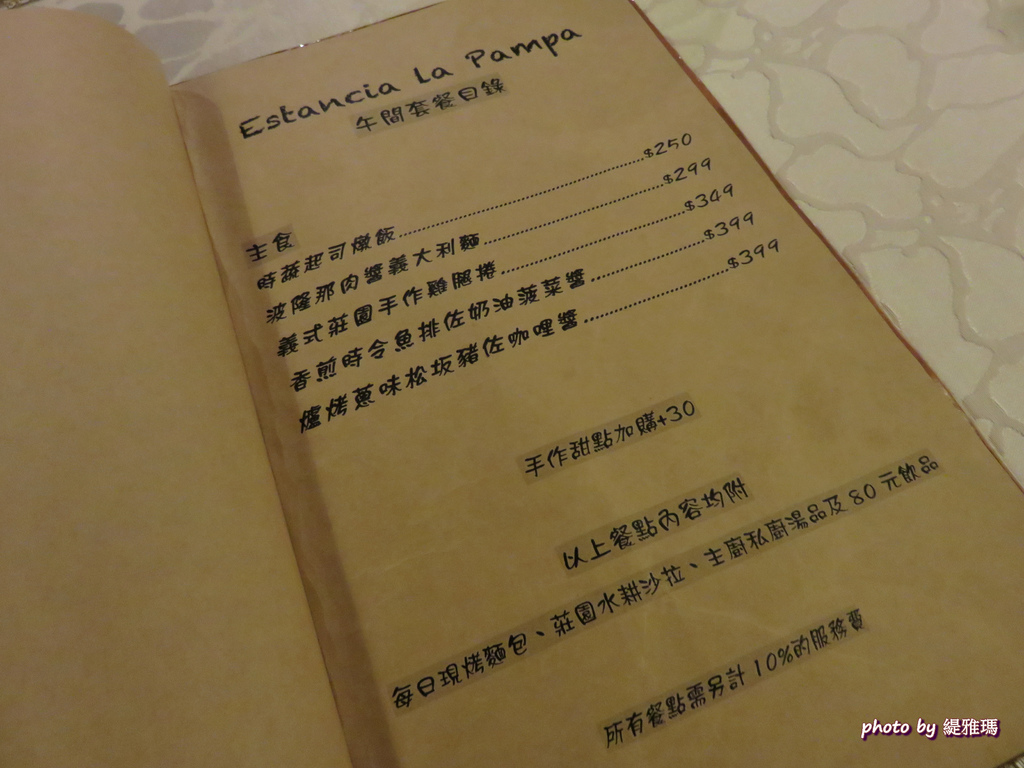 Estancia La Pampa
午間套餐目錄
主食
時蔬起司燉飯..............................$250
波隆那肉醬義大利麵..............................$299
義式莊園手作雞腿捲..............................$349
香煎時令魚排佐奶油菠菜醬..............................$399
爐烤蔥味松坂豬佐咖哩醬..............................$399
手作甜點加購+30
以上餐點內容均附
每日現烤麵包、莊園水耕沙拉、主廚私廚湯品及 80 元飲品
所有餐點需另計 10%的服務費
photo by 緹雅瑪